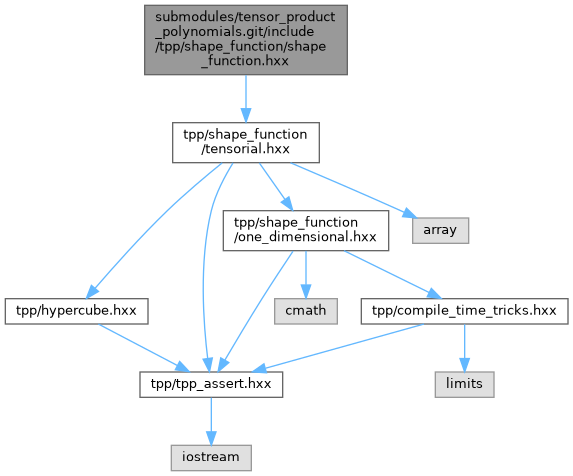 submodules/tensor_product
_polynomials.git/include
/tpp/shape_function/shape
_function.hxx
tpp/shape_function
/tensorial.hxx
tpp/shape_function
/one_dimensional.hxx
array
tpp/hypercube.hxx
cmath
tpp/compile_time_tricks.hxx
tpp/tpp_assert.hxx
limits
iostream